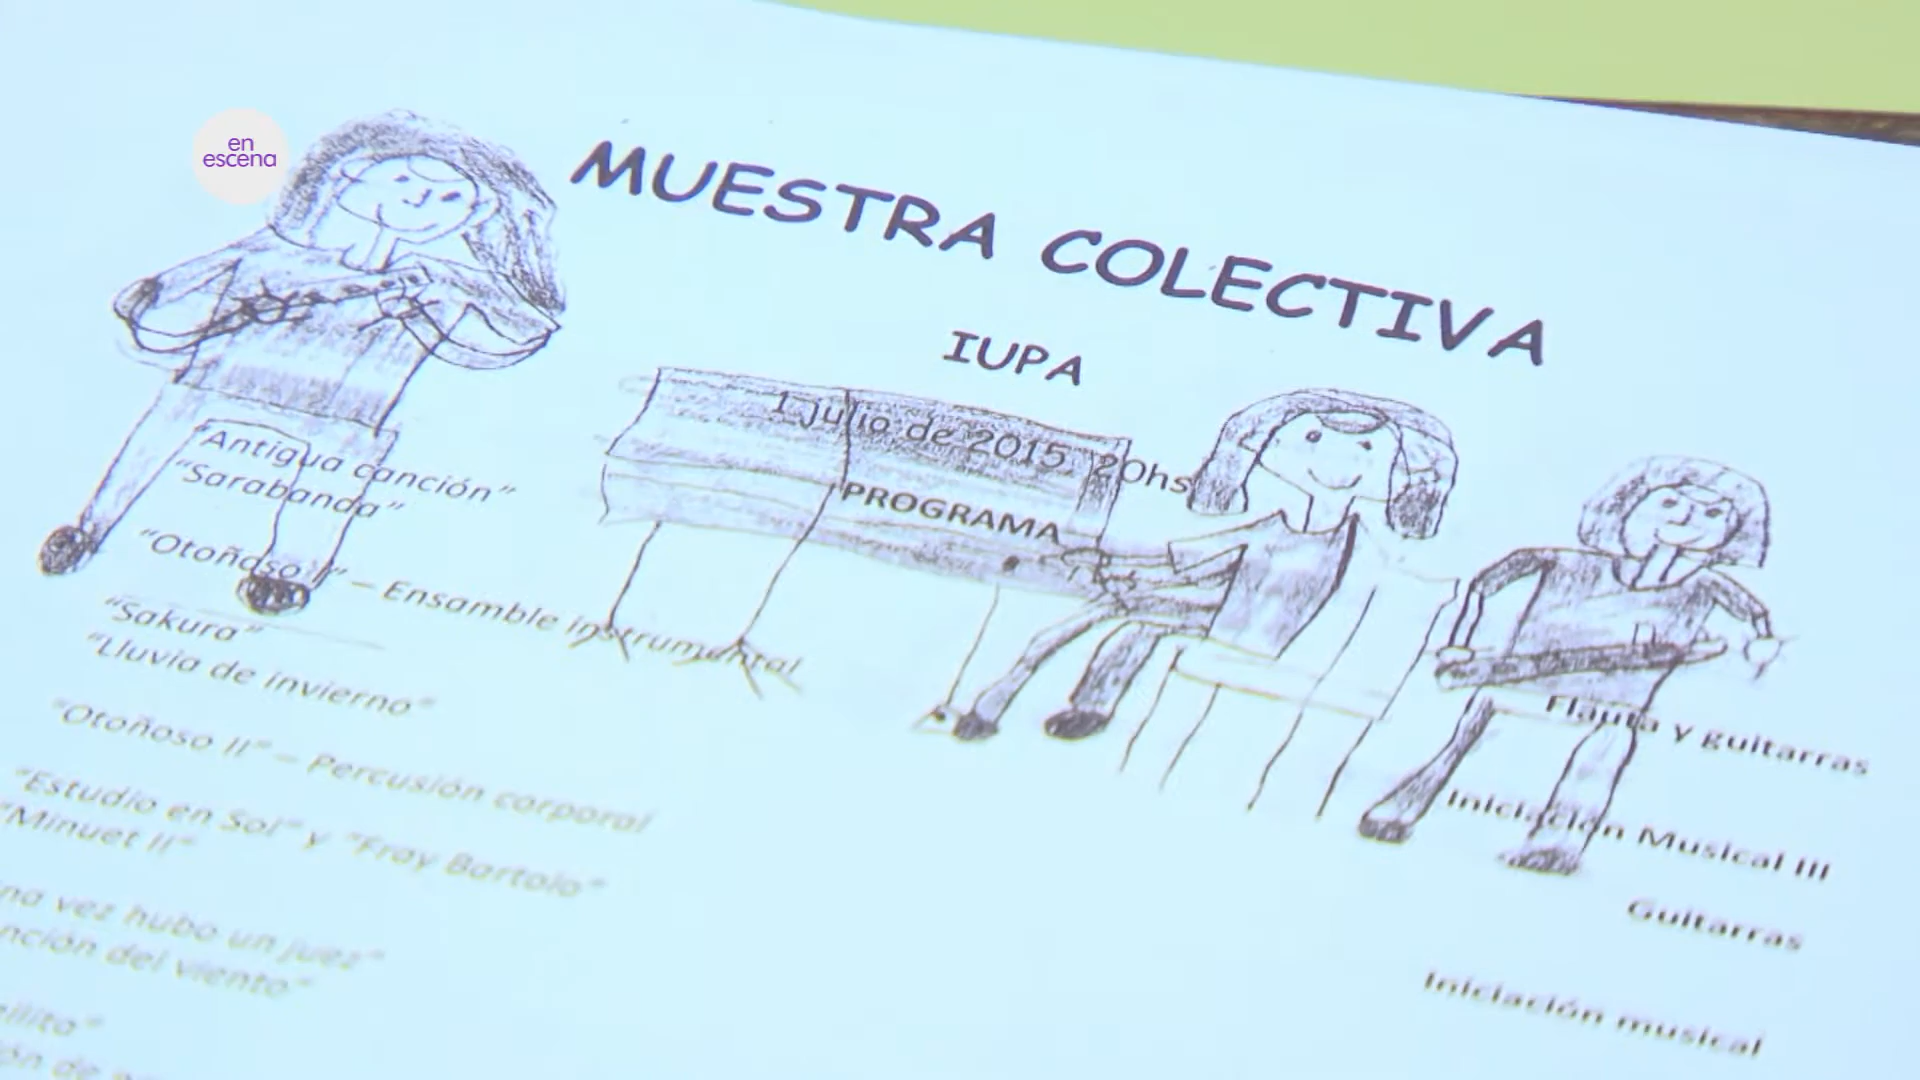 en
escena
MUESTRA COLECTIVA
IUPA
1 julio de 2015 20hs
PROGRAMA
"Antigua canción"
"Sarabanda"
Flauta y guitarras
"Otoñoso I" – Ensamble instrumental
Iniciación Musical III
"Sakura"
"Lluvia de invierno"
Guitarras
"Otoñoso II" – Percusión corporal
Iniciación musical
"Estudio en Sol" y "Fray Bartolo"
"Minuet II"
vez hubo un juez"
del viento"